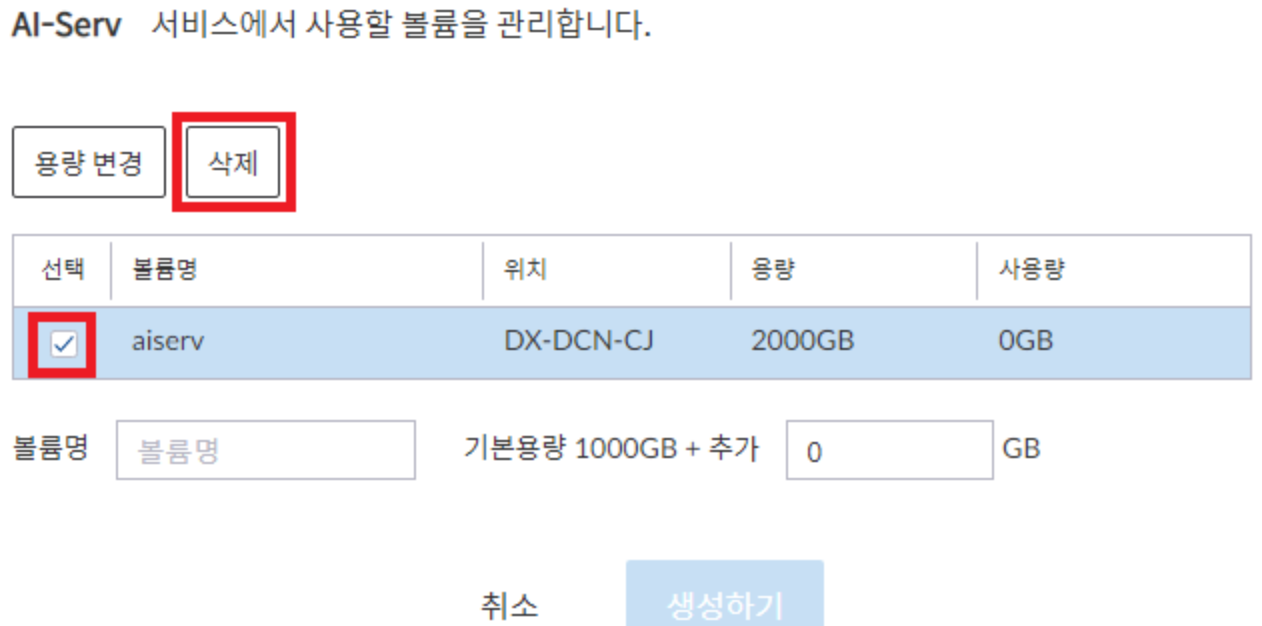 AI-Serv 서비스에서 사용할 볼륨을 관리합니다.
용량 변경 삭제
선택 볼륨명 위치 용량 사용량
aiserv DX-DCN-CJ 2000GB 0GB
볼륨명 볼륨명 기본용량 1000GB + 추가 0 GB
취소 생성하기